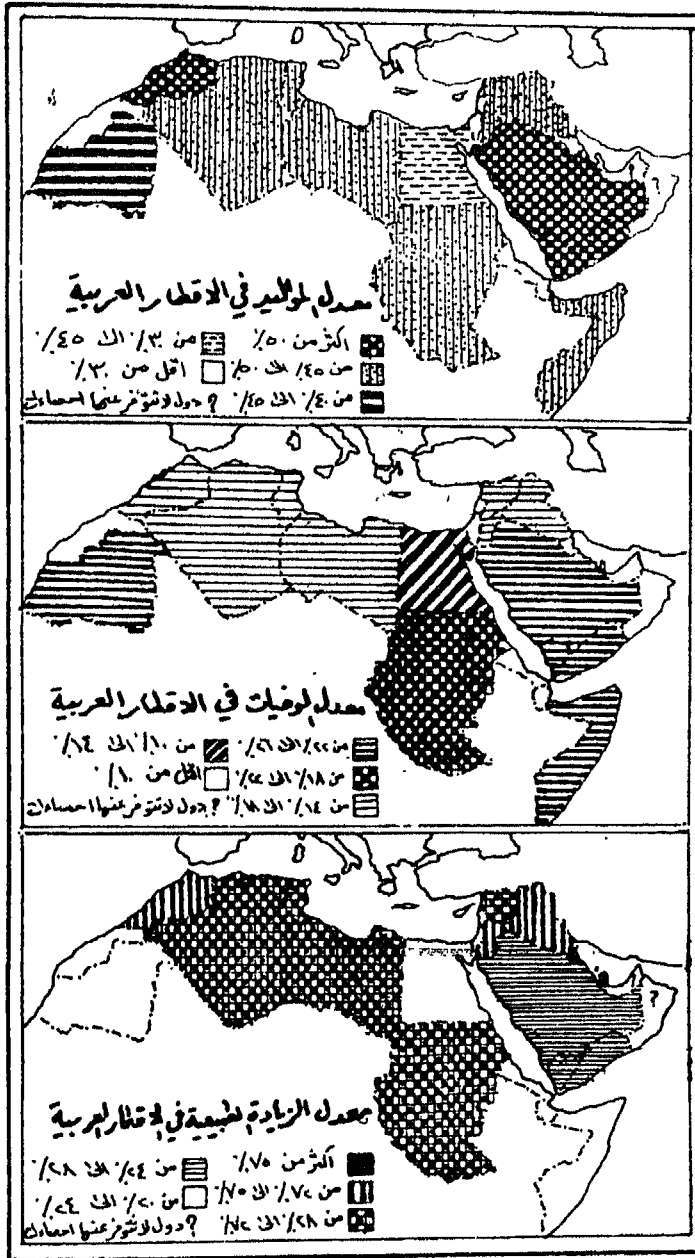 معدل المواليد في الاقطار العربية
أكثر من ٥٠٪ من ٣٠٪ الى ٤٥٪
من ٤٥٪ الى ٥٠٪ اقل من ٣٠٪
من ٤٠٪ الى ٤٥٪ ؟ دول لا تتوفر عنها احصاءات
معدل الوفيات في الاقطار العربية
من ٢٢٪ الى ٢٦٪ من ١٠٪ الى ١٤٪
من ١٨٪ الى ٢٢٪ اقل من ١٠٪
من ١٤٪ الى ١٨٪ ؟ دول لا تتوفر عنها احصاءات
؟
معدل الزيادة الطبيعية في الاقطار العربية
أكثر من ٧٥٪ من ٢٤٪ الى ٢٨٪
من ٧٢٪ الى ٧٥٪ من ٢٠٪ الى ٢٤٪
من ٢٨٪ الى ٧٢٪ ؟ دول لا تتوفر عنها احصاءات